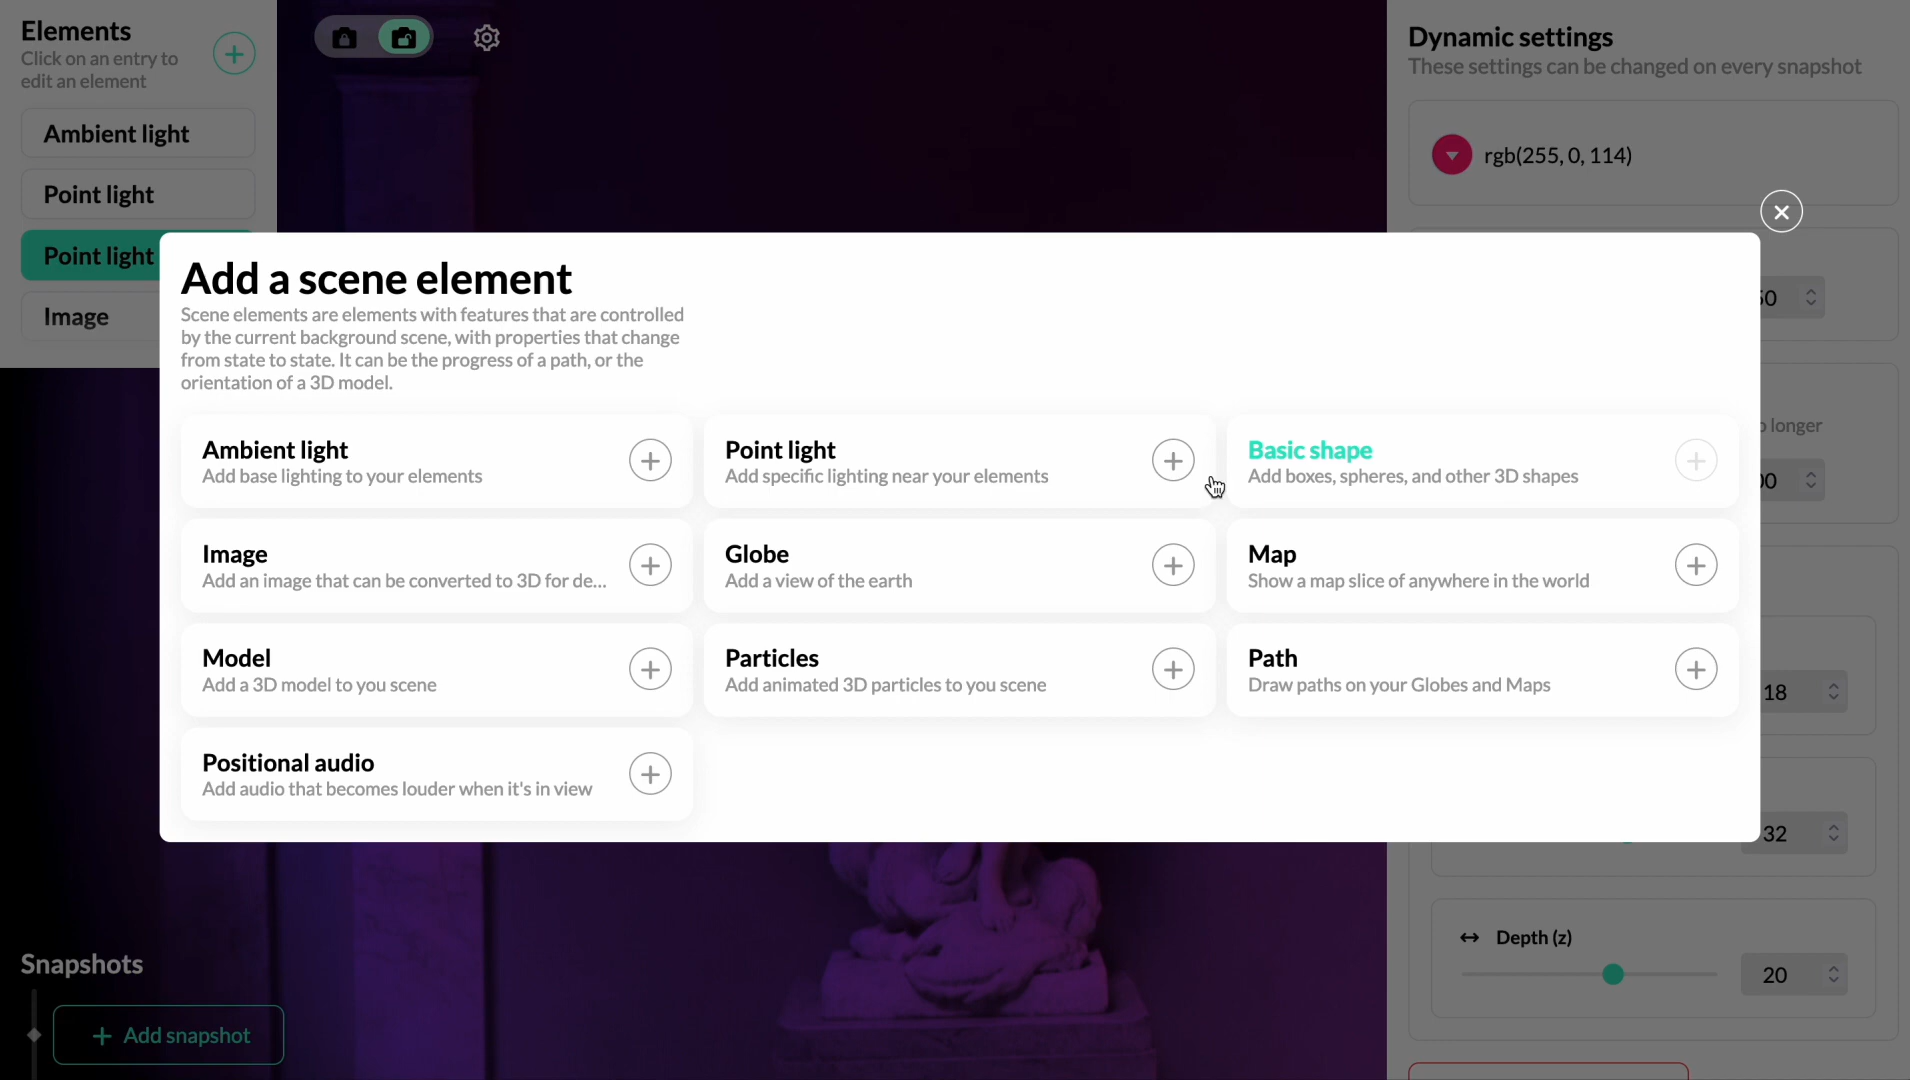 Elements
Click on an entry to
edit an element
Ambient light
Point light
Point light
Image
Dynamic settings
These settings can be changed on every snapshot
rgb(255, 0, 114)
Add a scene element
Scene elements are elements with features that are controlled
by the current background scene, with properties that change
from state to state. It can be the progress of a path, or the
orientation of a 3D model.
Ambient light
Add base lighting to your elements
Point light
Add specific lighting near your elements
Basic shape
Add boxes, spheres, and other 3D shapes
Image
Add an image that can be converted to 3D for de...
Globe
Add a view of the earth
Map
Show a map slice of anywhere in the world
Model
Add a 3D model to you scene
Particles
Add animated 3D particles to you scene
Path
Draw paths on your Globes and Maps
Positional audio
Add audio that becomes louder when it's in view
longer
18
32
Depth (z)
20
Snapshots
+ Add snapshot